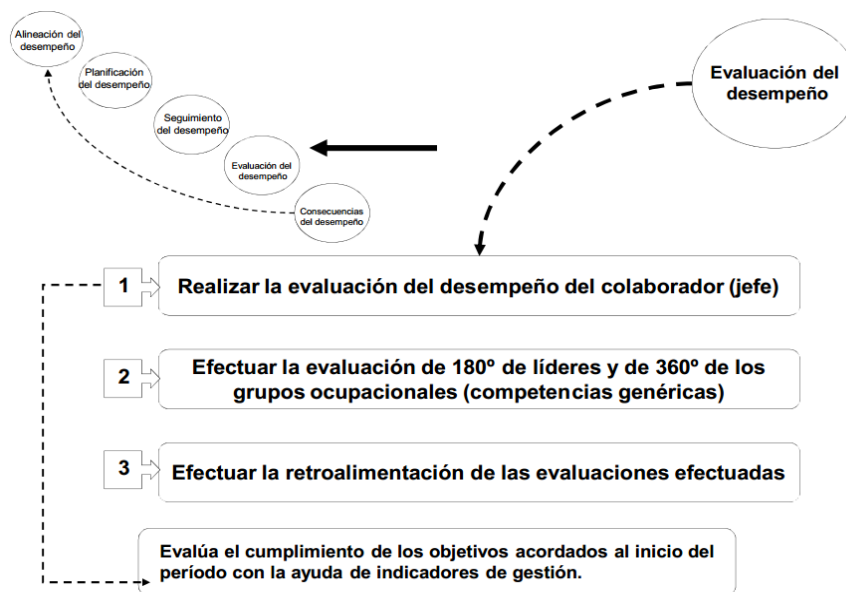 Alineación del
desempeño
Planificación
del desempeño
Seguimiento
del desempeño
Evaluación del
desempeño
Consecuencias
del desempeño
Evaluación del
desempeño
1
Realizar la evaluación del desempeño del colaborador (jefe)
2
Efectuar la evaluación de 180º de líderes y de 360º de los
grupos ocupacionales (competencias genéricas)
3
Efectuar la retroalimentación de las evaluaciones efectuadas
Evalúa el cumplimiento de los objetivos acordados al inicio del
período con la ayuda de indicadores de gestión.